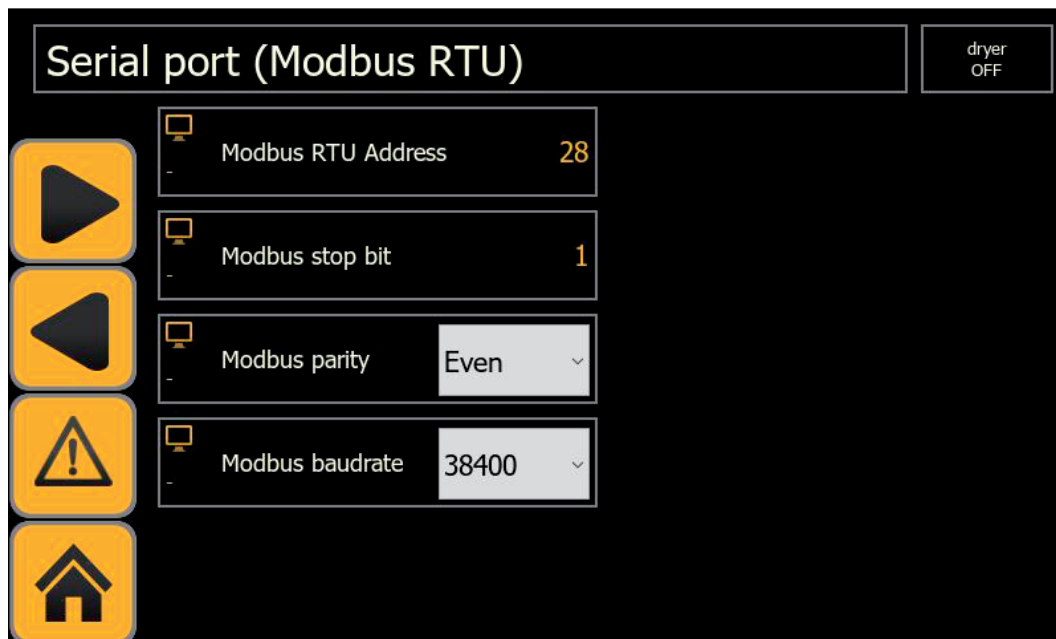 Serial port (Modbus RTU)
dryer
OFF
Modbus RTU Address 28
-
Modbus stop bit 1
-
Modbus parity Even
-
Modbus baudrate 38400
-